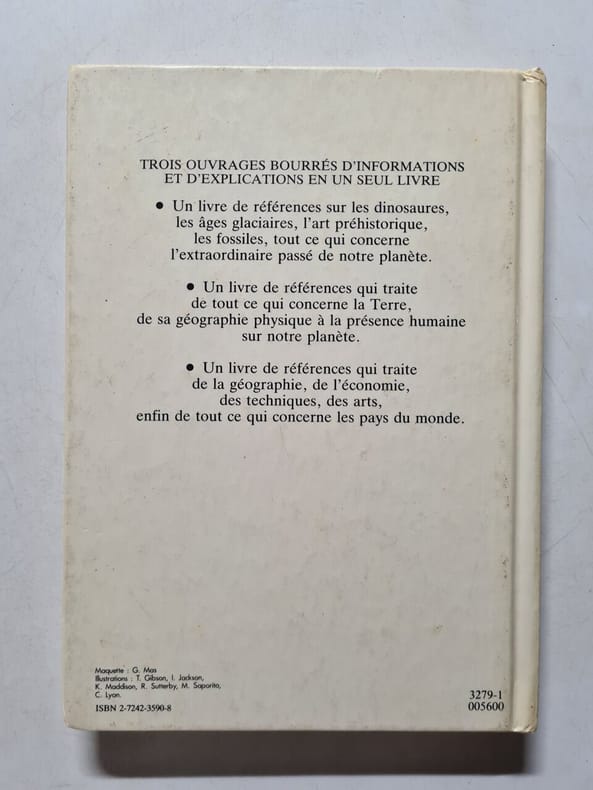 TROIS OUVRAGES BOURRÉS D'INFORMATIONS
ET D'EXPLICATIONS EN UN SEUL LIVRE
● Un livre de références sur les dinosaures,
les âges glaciaires, l'art préhistorique,
les fossiles, tout ce qui concerne
l'extraordinaire passé de notre planète.
● Un livre de références qui traite
de tout ce qui concerne la Terre,
de sa géographie physique à la présence humaine
sur notre planète.
● Un livre de références qui traite
de la géographie, de l'économie,
des techniques, des arts,
enfin de tout ce qui concerne les pays du monde.
Maquette : G. Mas
Illustrations : T. Gibson, I. Jackson,
K. Maddison, R. Sutterby, M. Saporito,
C. Lyon.
ISBN 2-7242-3590-8
3279-1
005600